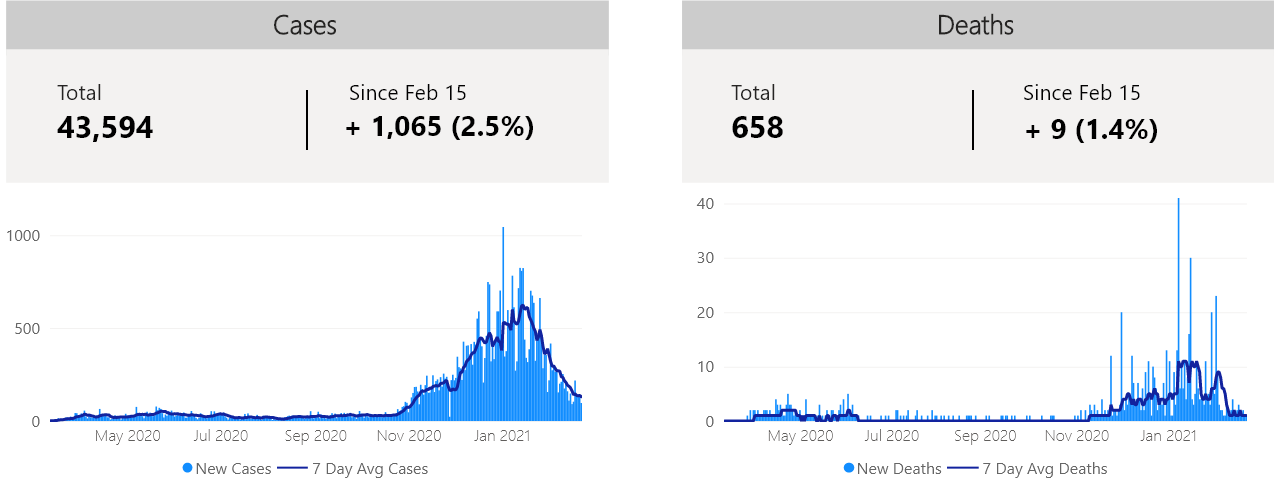 Cases
Total
43,594
Since Feb 15
+ 1,065 (2.5%)
1000
500
0
May 2020 Jul 2020 Sep 2020 Nov 2020 Jan 2021
New Cases 7 Day Avg Cases
Deaths
Total
658
Since Feb 15
+ 9 (1.4%)
40
30
20
10
0
May 2020 Jul 2020 Sep 2020 Nov 2020 Jan 2021
New Deaths 7 Day Avg Deaths